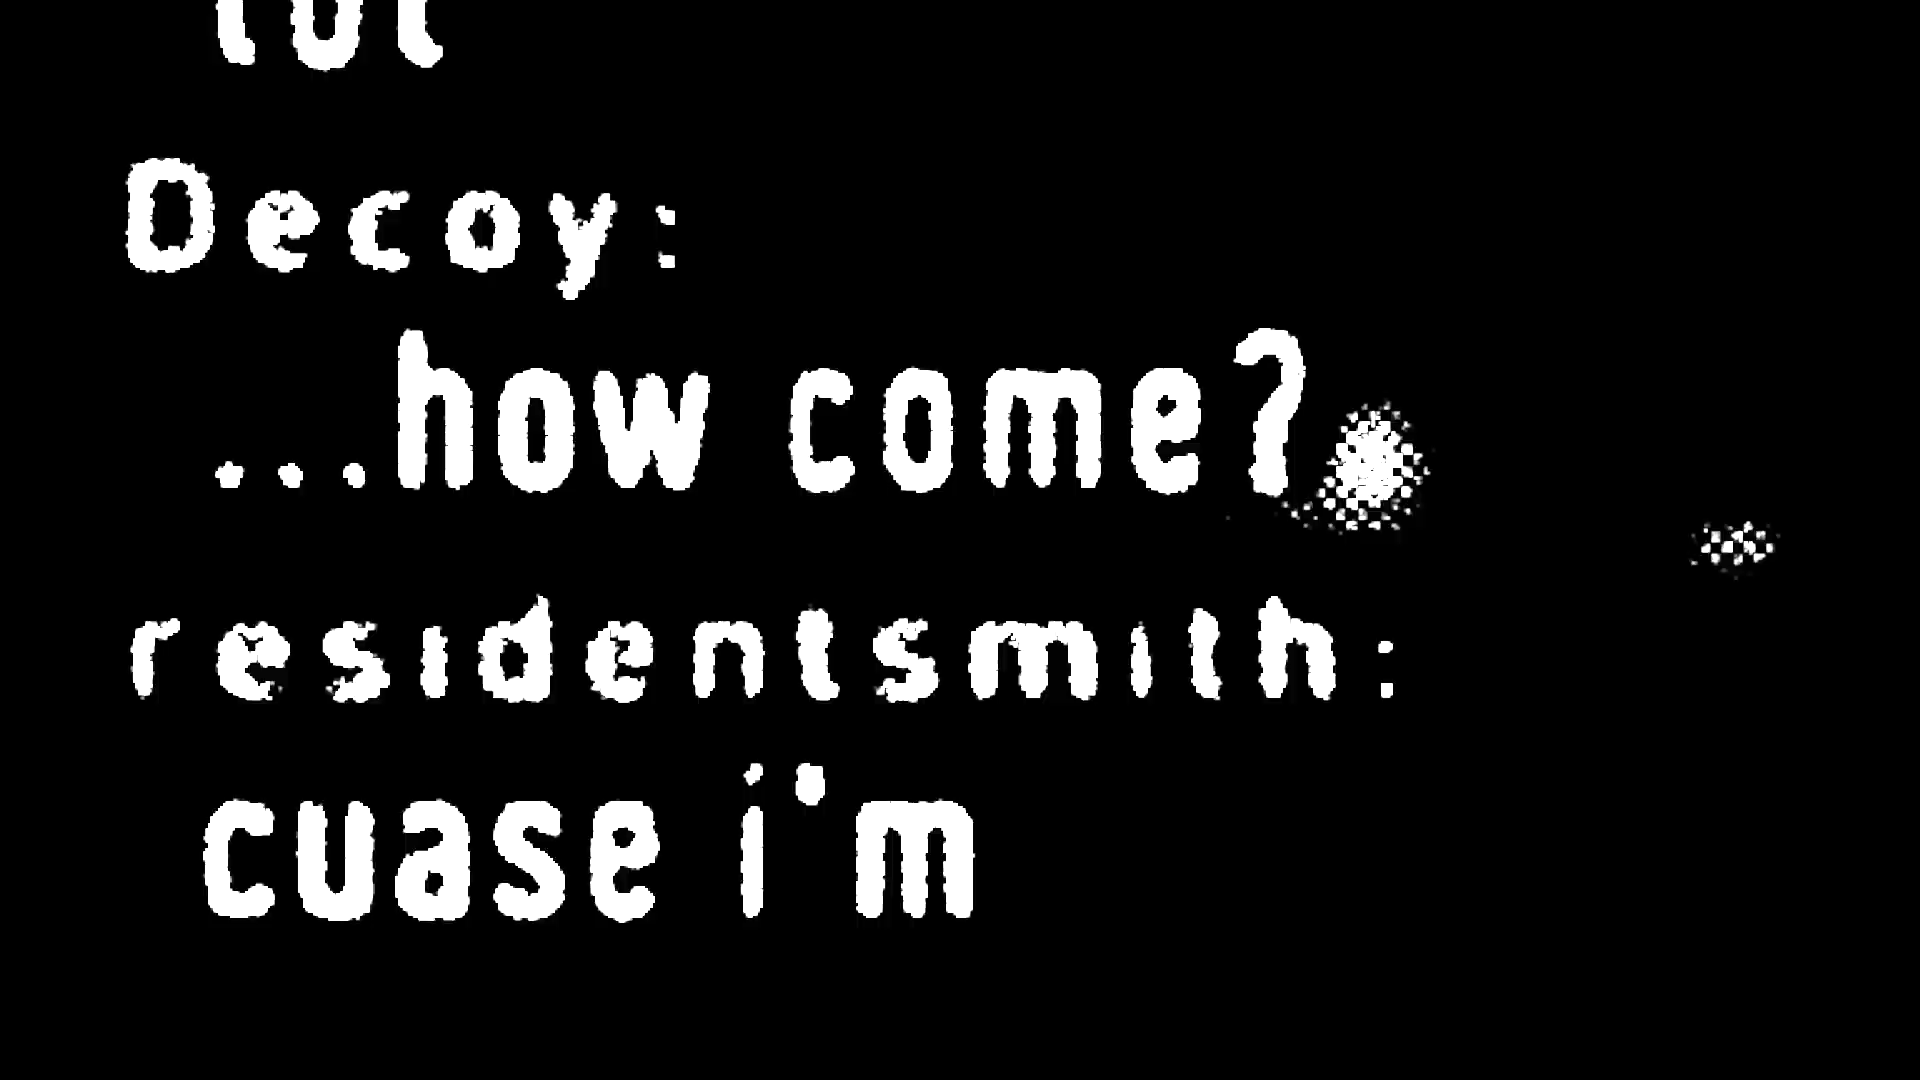 Decoy:
...how come?
residentsmith:
cuase i'm